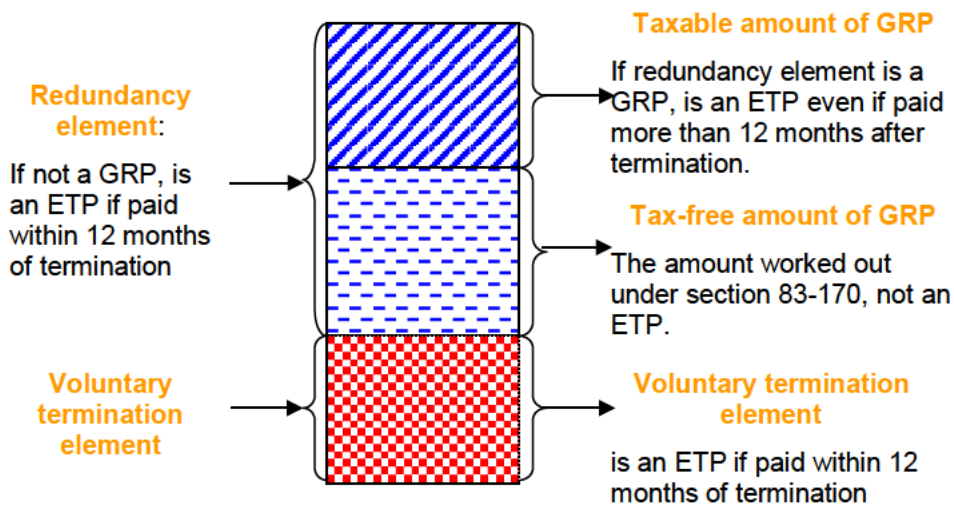 Redundancy
element:
If not a GRP, is
an ETP if paid
within 12 months
of termination
Voluntary
termination
element
Taxable amount of GRP
If redundancy element is a
GRP, is an ETP even if paid
more than 12 months after
termination.
Tax-free amount of GRP
The amount worked out
under section 83-170, not an
ETP.
Voluntary termination
element
is an ETP if paid within 12
months of termination